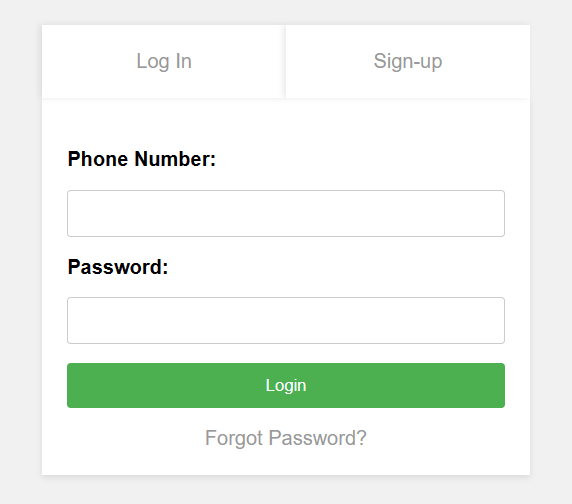 Log In Sign-up
Phone Number:
Password:
Login
Forgot Password?